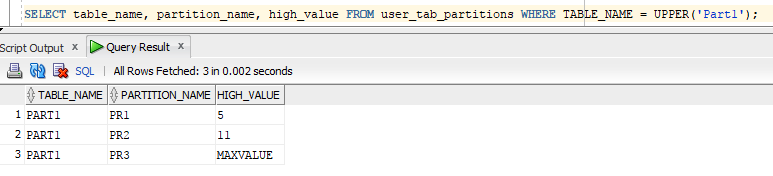 SELECT table_name, partition_name, high_value FROM user_tab_partitions WHERE TABLE_NAME = UPPER('Part1');
Script Output x Query Result x
SQL | All Rows Fetched: 3 in 0.002 seconds
TABLE_NAME PARTITION_NAME HIGH_VALUE
1 PART1 PR1 5
2 PART1 PR2 11
3 PART1 PR3 MAXVALUE